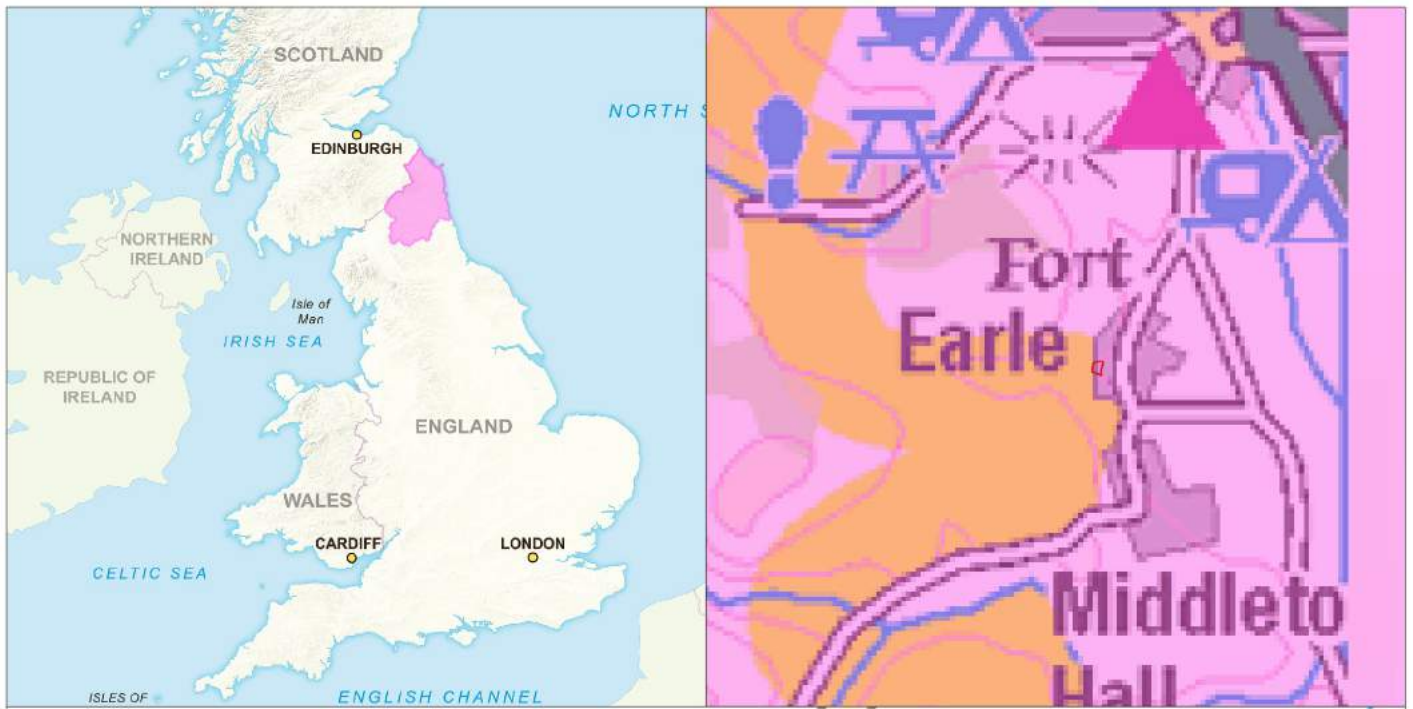 SCOTLAND
NORTH S
EDINBURGH
NORTHERN
IRELAND
Isle of
Man
IRISH SEA
REPUBLIC OF
IRELAND
ENGLAND
WALES
CARDIFF
LONDON
CELTIC SEA
ISLES OF
ENGLISH CHANNEL
Fort
Earle
Middleto
Hall